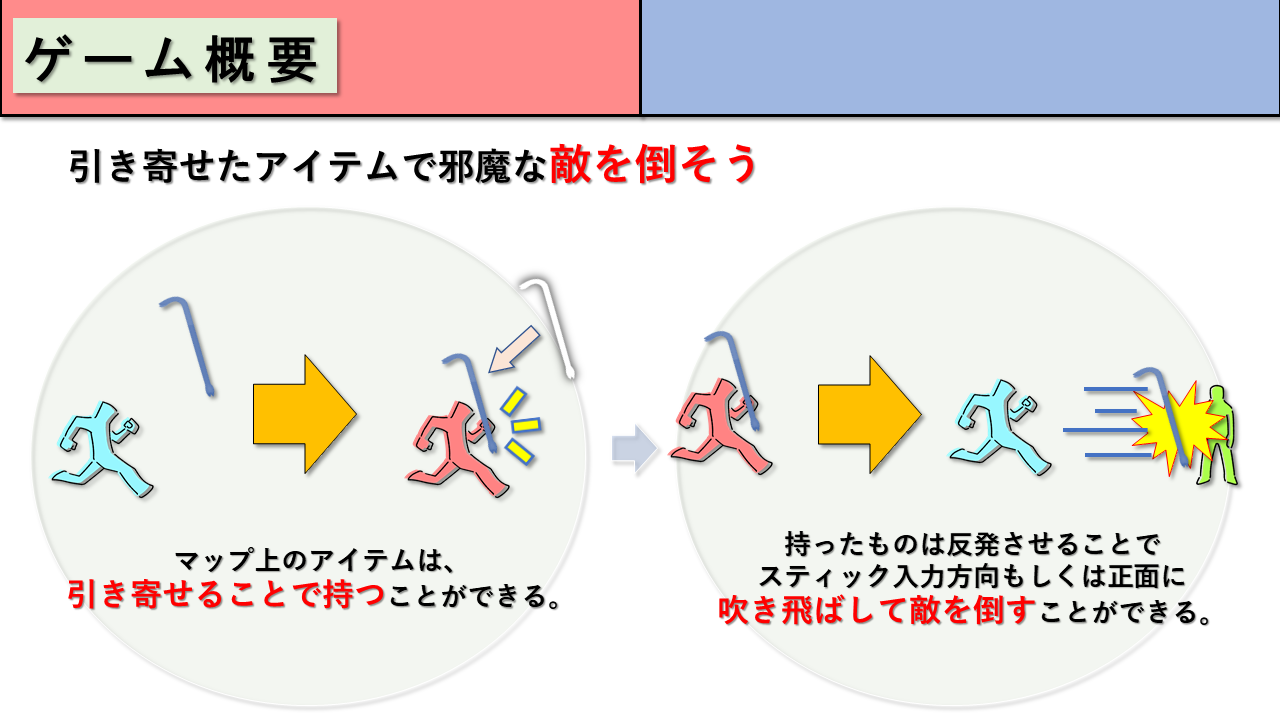 ゲーム概要
引き寄せたアイテムで邪魔な敵を倒そう
マップ上のアイテムは、
引き寄せることで持つことができる。
持ったものは反発させることで
スティック入力方向もしくは正面に
吹き飛ばして敵を倒すことができる。